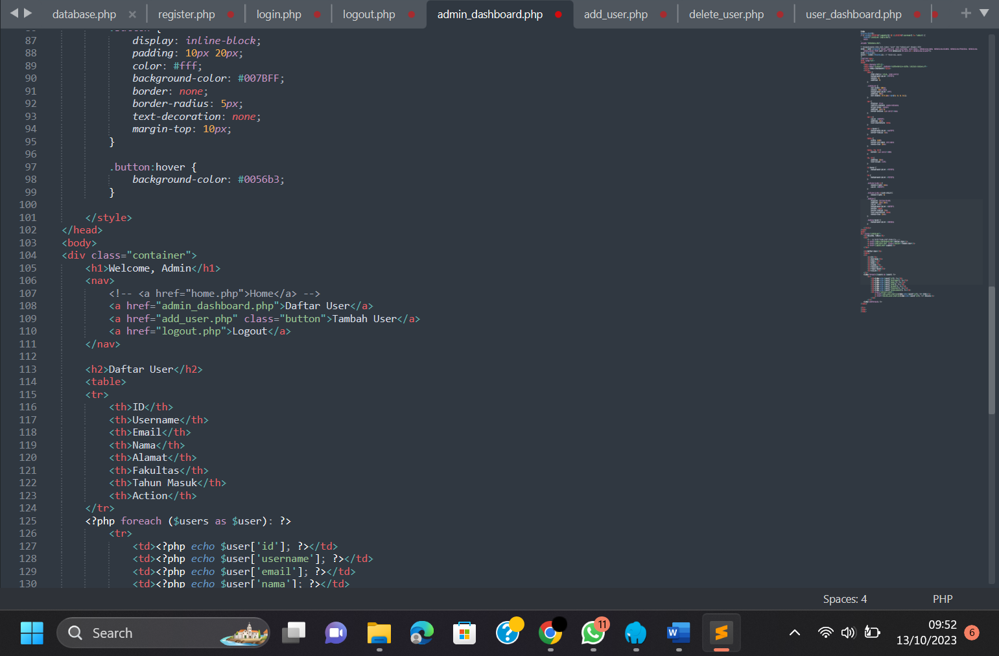 database.php × register.php login.php logout.php admin_dashboard.php add_user.php delete_user.php user_dashboard.php +
87 display: inline-block;
88 padding: 10px 20px;
89 color: #fff;
90 background-color: #007BFF;
91 border: none;
92 border-radius: 5px;
93 text-decoration: none;
94 margin-top: 10px;
95 }
96
97 .button:hover {
98 background-color: #0056b3;
99 }
100
101 </style>
102 </head>
103 <body>
104 <div class="container">
105 <h1>Welcome, Admin</h1>
106 <nav>
107 <!-- <a href="home.php">Home</a> -->
108 <a href="admin_dashboard.php">Daftar User</a>
109 <a href="add_user.php" class="button">Tambah User</a>
110 <a href="logout.php">Logout</a>
111 </nav>
112
113 <h2>Daftar User</h2>
114 <table>
115 <tr>
116 <th>ID</th>
117 <th>Username</th>
118 <th>Email</th>
119 <th>Nama</th>
120 <th>Alamat</th>
121 <th>Fakultas</th>
122 <th>Tahun Masuk</th>
123 <th>Action</th>
124 </tr>
125 <?php foreach ($users as $user): ?>
126 <tr>
127 <td><?php echo $user['id']; ?></td>
128 <td><?php echo $user['username']; ?></td>
129 <td><?php echo $user['email']; ?></td>
130 <td><?php echo $user['nama']; ?></td>
Spaces: 4 PHP
Search 11 W 09:52
13/10/2023 6